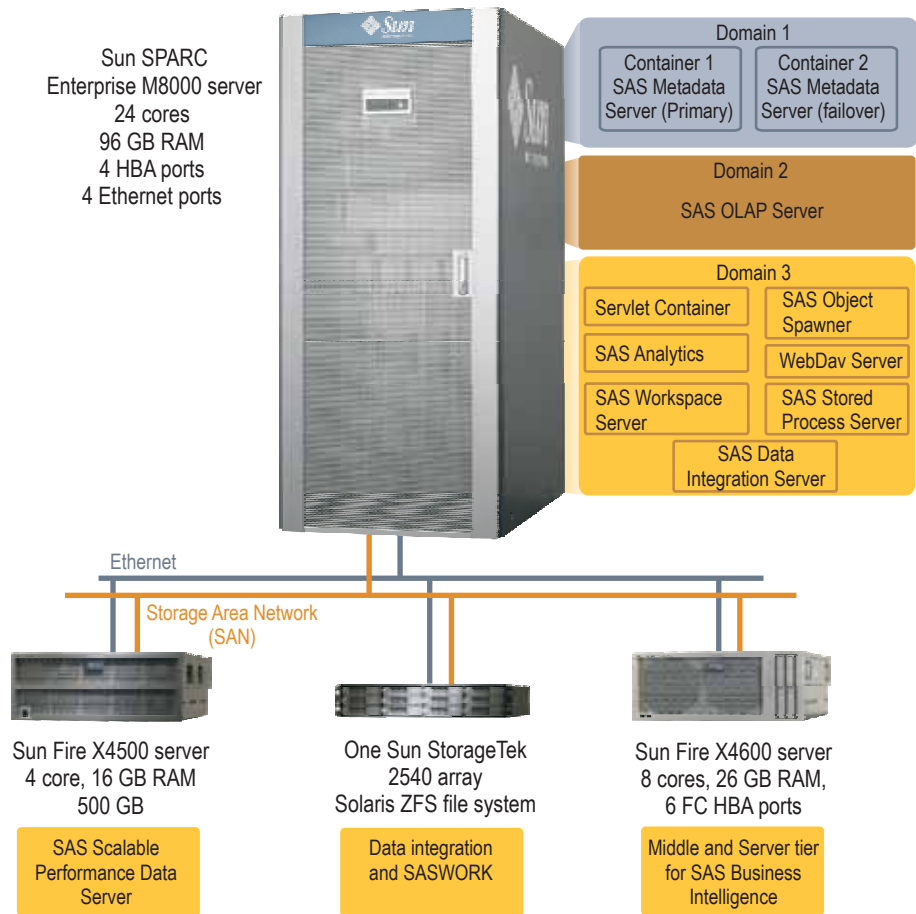 Sun
Sun
Sun SPARC
Enterprise M8000 server
24 cores
96 GB RAM
4 HBA ports
4 Ethernet ports
Domain 1
Container 1
SAS Metadata
Server (Primary)
Container 2
SAS Metadata
Server (failover)
Domain 2
SAS OLAP Server
Domain 3
Servlet Container
SAS Object
Spawner
SAS Analytics
WebDav Server
SAS Workspace
Server
SAS Stored
Process Server
SAS Data
Integration Server
Ethernet
Storage Area Network
(SAN)
Sun Fire X4500 server
4 core, 16 GB RAM
500 GB
SAS Scalable
Performance Data
Server
One Sun StorageTek
2540 array
Solaris ZFS file system
Data integration
and SASWORK
Sun Fire X4600 server
8 cores, 26 GB RAM,
6 FC HBA ports
Middle and Server tier
for SAS Business
Intelligence